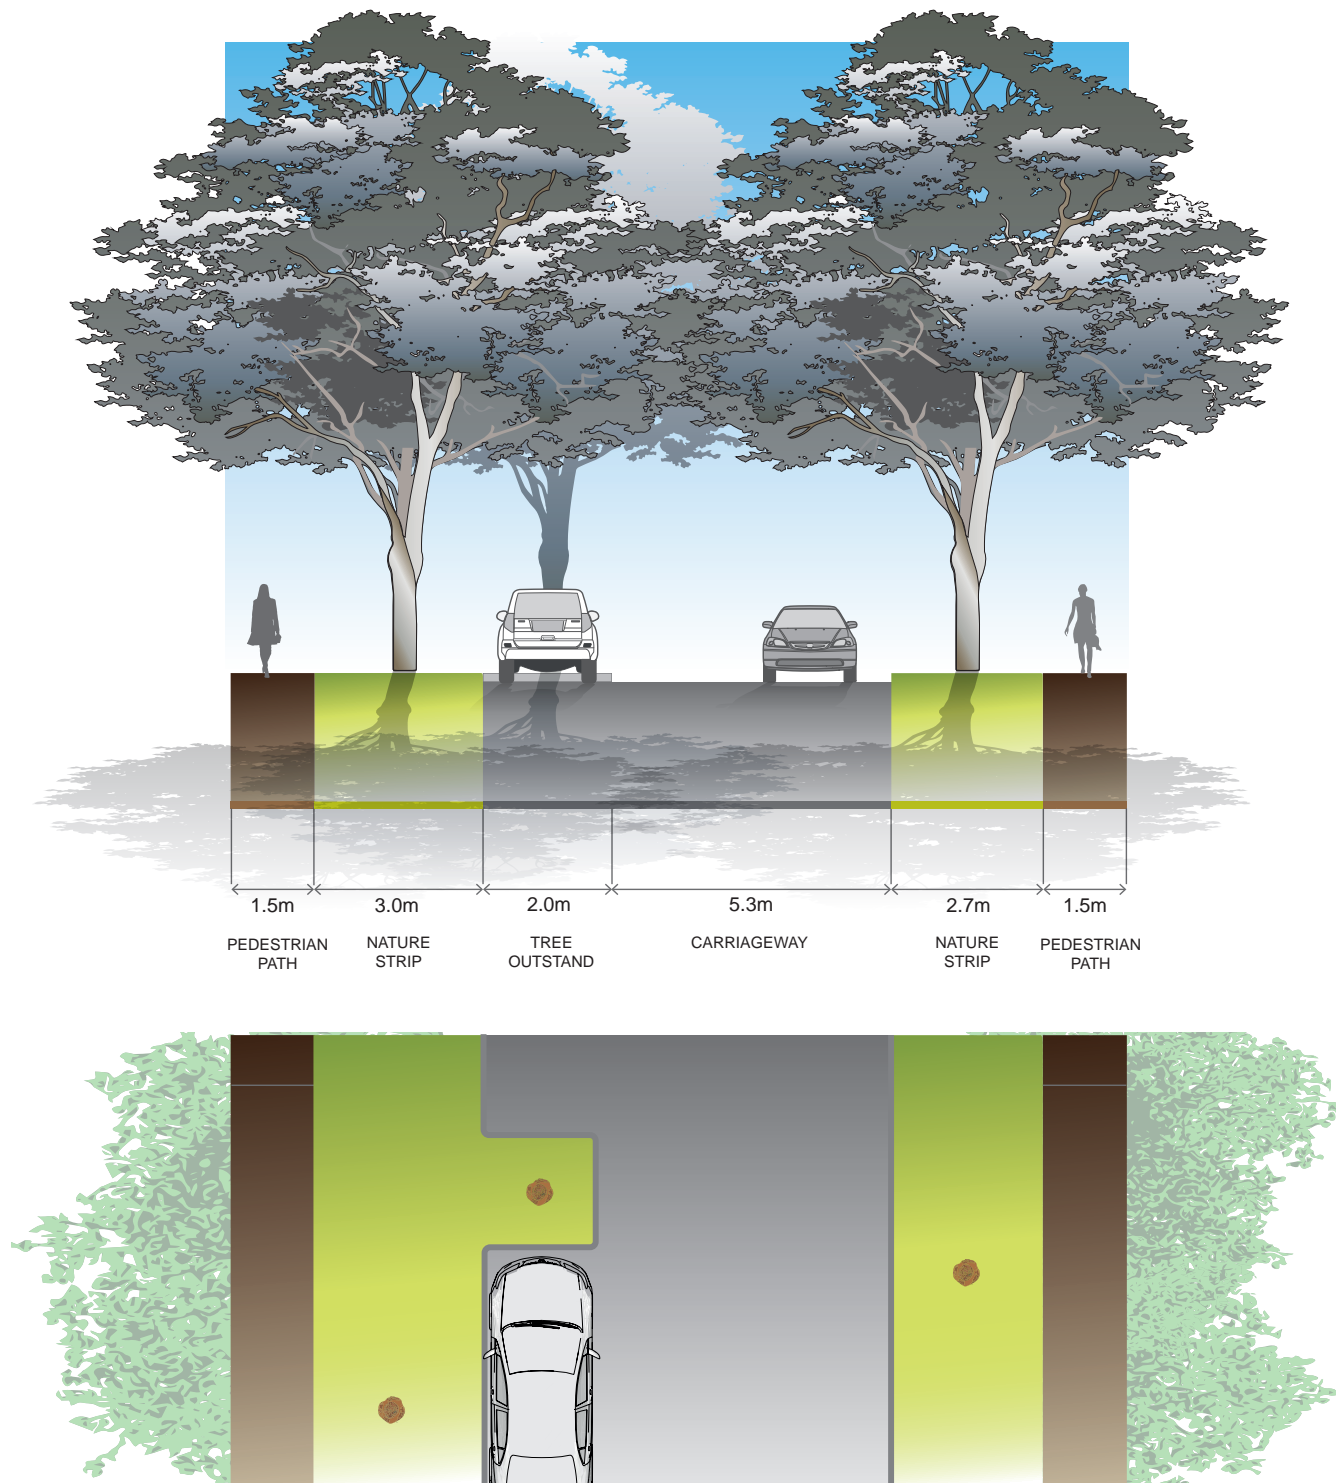 1.5m 3.0m 2.0m 5.3m 2.7m 1.5m
PEDESTRIAN PATH
NATURE STRIP
TREE OUTSTAND
CARRIAGEWAY
NATURE STRIP
PEDESTRIAN PATH